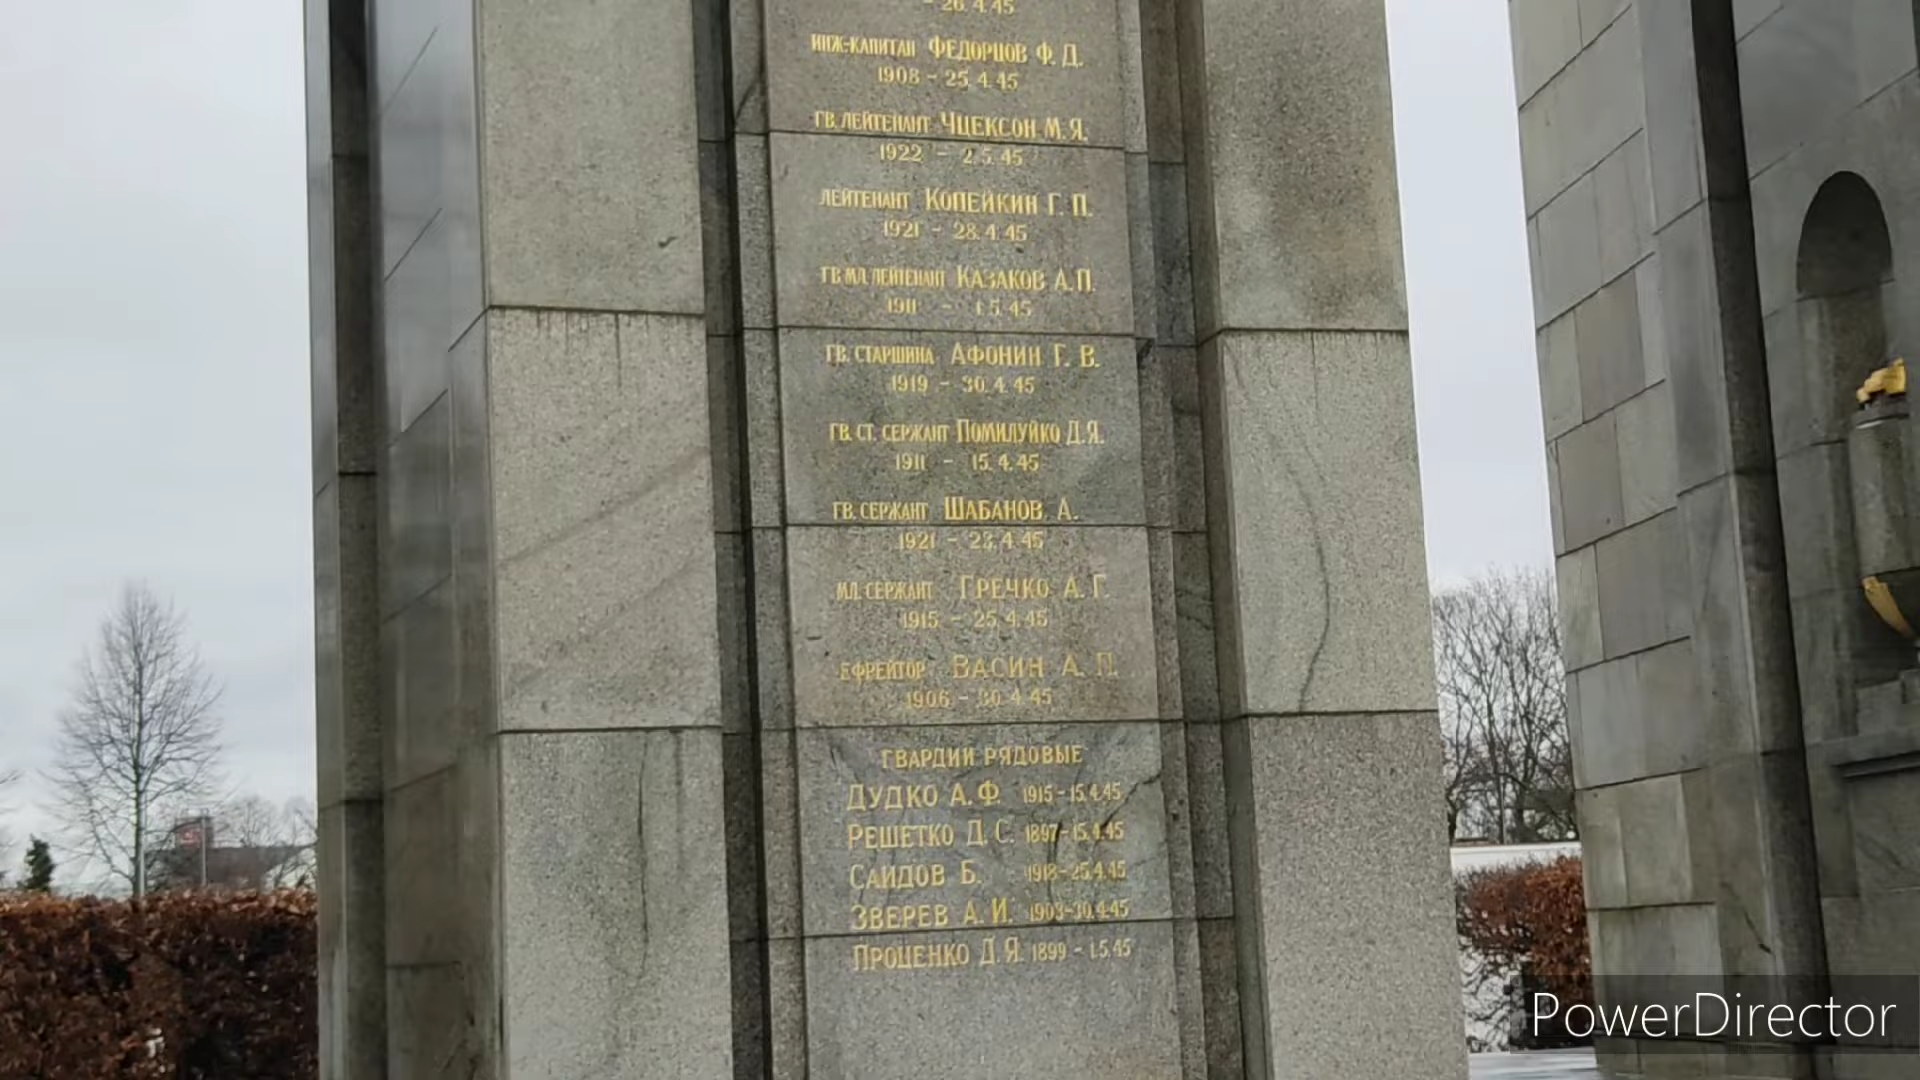 - 26.4.45
ИНЖ-КАПИТАН ФЕДОРЦОВ Ф. Д.
1908 - 25.4.45
ГВ. ЛЕЙТЕНАНТ ЧЦЕКСОН М. Я.
1922 - 2.5.45
ЛЕЙТЕНАНТ КОПЕЙКИН Г. П.
1921 - 28.4.45
ГВ МЛ. ЛЕЙТЕНАНТ КАЗАКОВ А.П.
1911 - 1.5.45
ГВ. СТАРШИНА АФОНИН Г. В.
1919 - 30.4.45
ГВ. СТ. СЕРЖАНТ ПОМИЛУЙКО Д.Я.
1911 - 15.4.45
ГВ. СЕРЖАНТ ШАБАНОВ. А.
1921 - 23.4.45
МЛ. СЕРЖАНТ ГРЕЧКО А. Г.
1915 - 25.4.45
ЕФРЕЙТОР ВАСИН А. П.
1906 - 30.4.45
ГВАРДИИ РЯДОВЫЕ
ДУДКО А. Ф. 1915-15.4.45
РЕШЕТКО Д. С. 1897-15.4.45
САИДОВ Б. 1918-25.4.45
ЗВЕРЕВ А. И. 1903-30.4.45
ПРОЦЕНКО Д. Я. 1899 - 1.5.45
PowerDirector